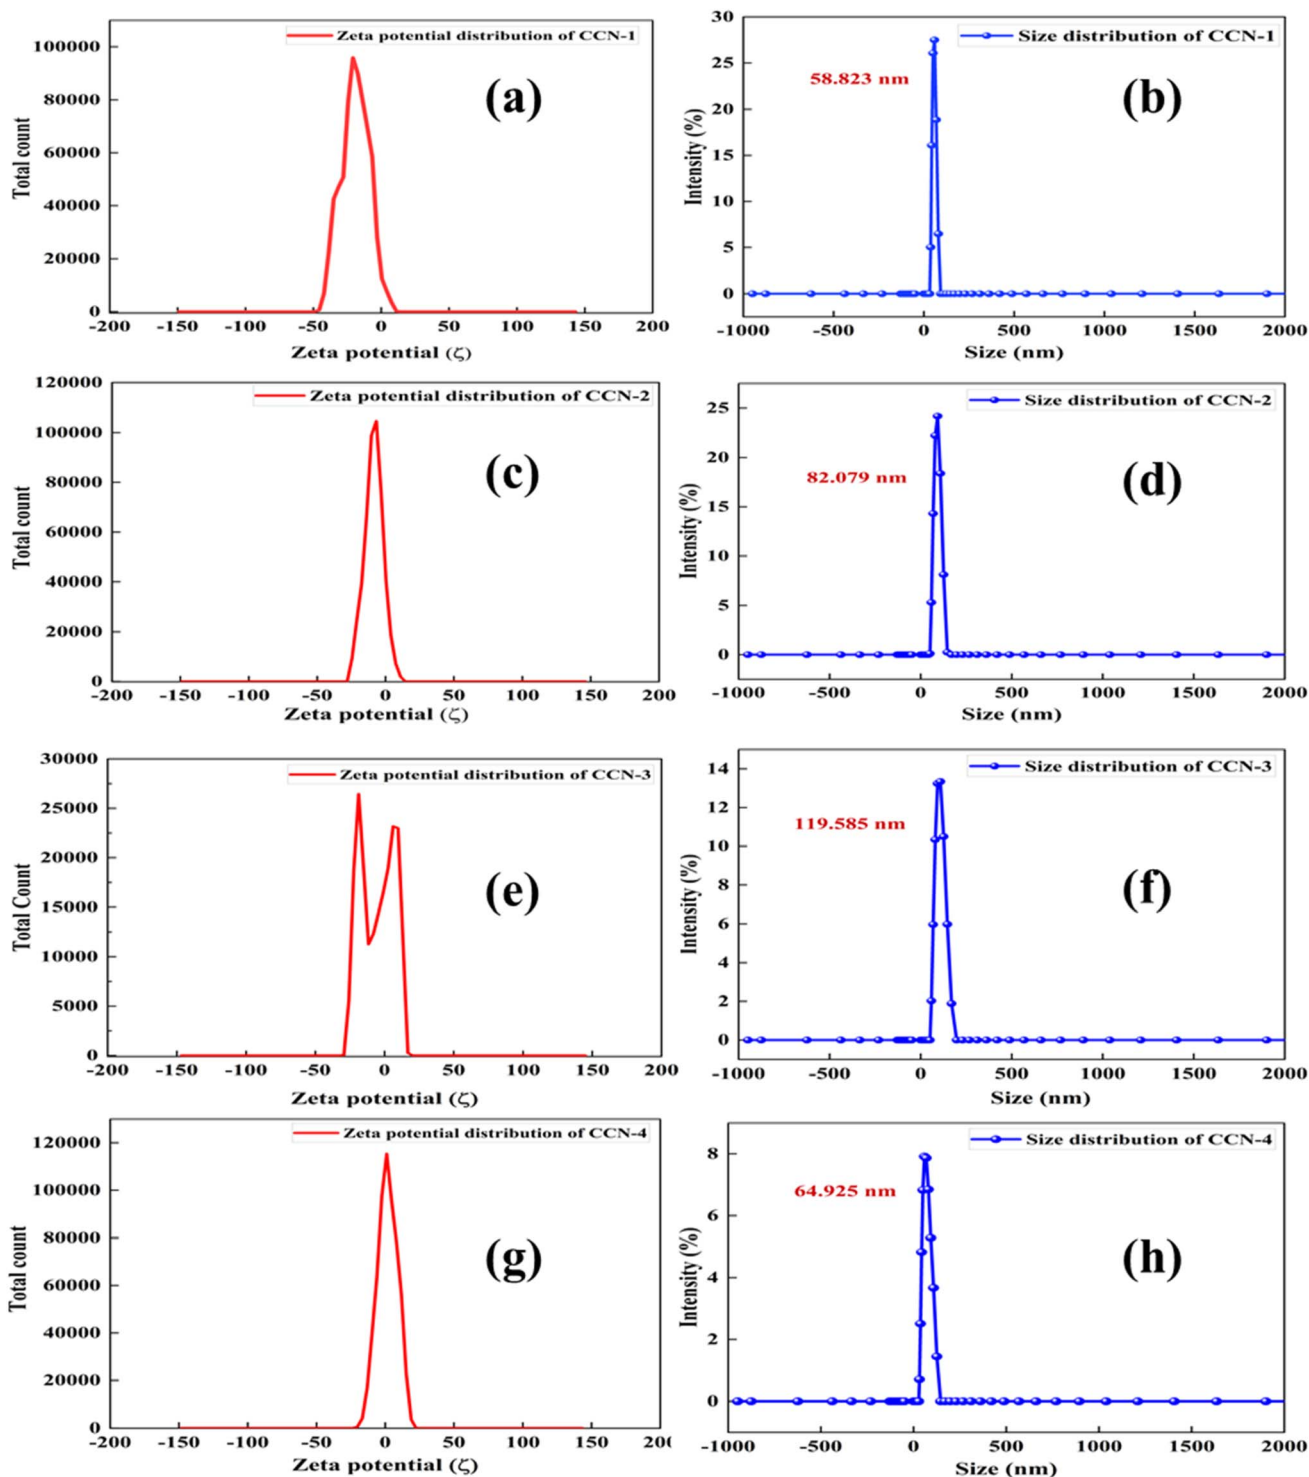 Zeta potential distribution of CCN-1
(a)
Total count
100000
80000
60000
40000
20000
0
-200 -150 -100 -50 0 50 100 150 200
Zeta potential (ζ)
Size distribution of CCN-1
58.823 nm
(b)
Intensity (%)
30
25
20
15
10
5
0
-1000 -500 0 500 1000 1500 2000
Size (nm)
Zeta potential distribution of CCN-2
(c)
Total count
120000
100000
80000
60000
40000
20000
0
-200 -150 -100 -50 0 50 100 150 200
Zeta potential (ζ)
Size distribution of CCN-2
82.079 nm
(d)
Intensity (%)
25
20
15
10
5
0
-1000 -500 0 500 1000 1500 2000
Size (nm)
Zeta potential distribution of CCN-3
(e)
Total Count
30000
25000
20000
15000
10000
5000
0
-200 -150 -100 -50 0 50 100 150 200
Zeta potential (ζ)
Size distribution of CCN-3
119.585 nm
(f)
Intensity (%)
14
12
10
8
6
4
2
0
-1000 -500 0 500 1000 1500 2000
Size (nm)
Zeta potential distribution of CCN-4
(g)
Total count
120000
100000
80000
60000
40000
20000
0
-200 -150 -100 -50 0 50 100 150 200
Zeta potential (ζ)
Size distribution of CCN-4
64.925 nm
(h)
Intensity (%)
8
6
4
2
0
-1000 -500 0 500 1000 1500 2000
Size (nm)